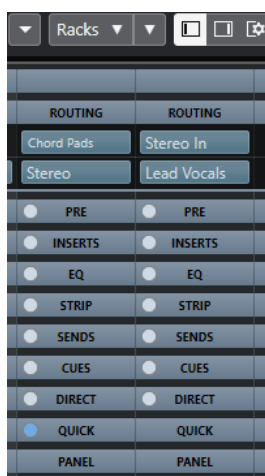 Racks
ROUTING ROUTING
Chord Pads Stereo In
Stereo Lead Vocals
PRE PRE
INSERTS INSERTS
EQ EQ
STRIP STRIP
SENDS SENDS
CUES CUES
DIRECT DIRECT
QUICK QUICK
PANEL PANEL